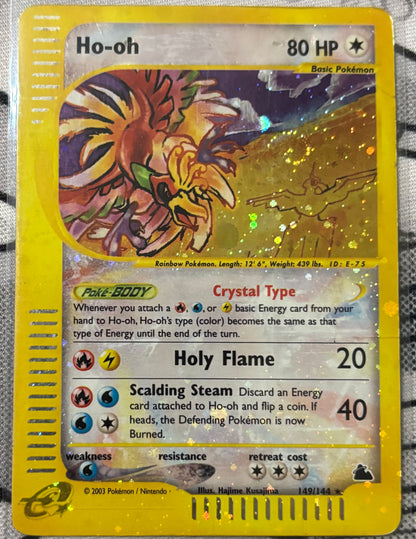 Ho-oh 80 HP
Basic Pokémon
Rainbow Pokémon. Length: 12' 6", Weight: 439 lbs. ID: E-75
Poké-BODY Crystal Type
Whenever you attach a , , or basic Energy card from your
hand to Ho-oh, Ho-oh's type (color) becomes the same as that
type of Energy until the end of the turn.
Holy Flame 20
Scalding Steam Discard an Energy
card attached to Ho-oh and flip a coin. If
heads, the Defending Pokémon is now
Burned.
40
weakness resistance retreat cost
© 2003 Pokémon / Nintendo · Illus. Hajime Kusajima 149/144 ★
e